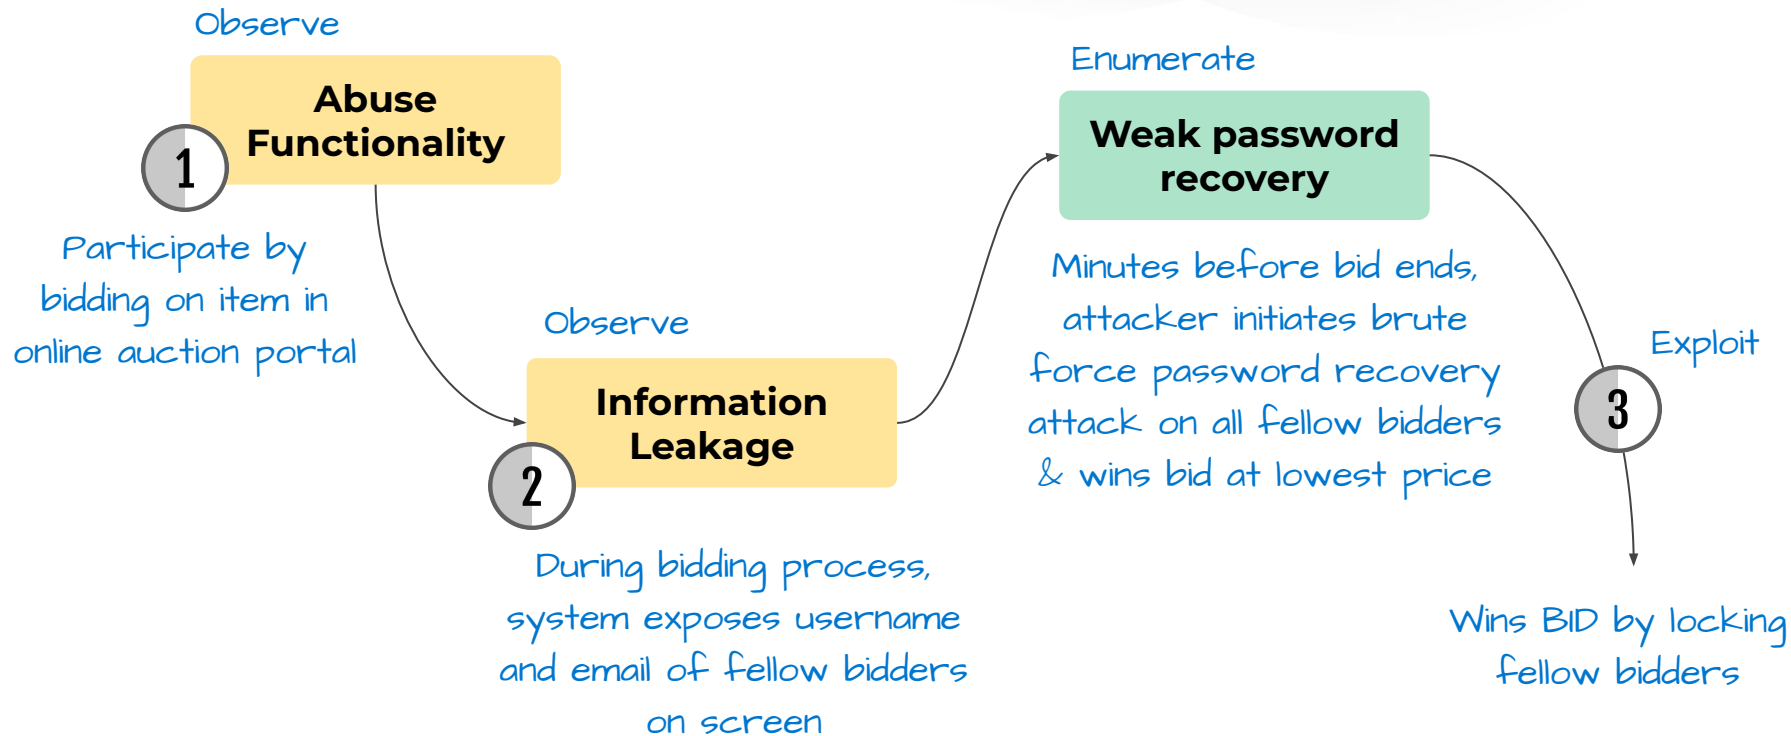 Observe
Abuse
Functionality
1
Participate by
bidding on item in
online auction portal
Observe
Information
Leakage
2
During bidding process,
system exposes username
and email of fellow bidders
on screen
Enumerate
Weak password
recovery
Minutes before bid ends,
attacker initiates brute
force password recovery
attack on all fellow bidders
& wins bid at lowest price
Exploit
3
Wins BID by locking
fellow bidders